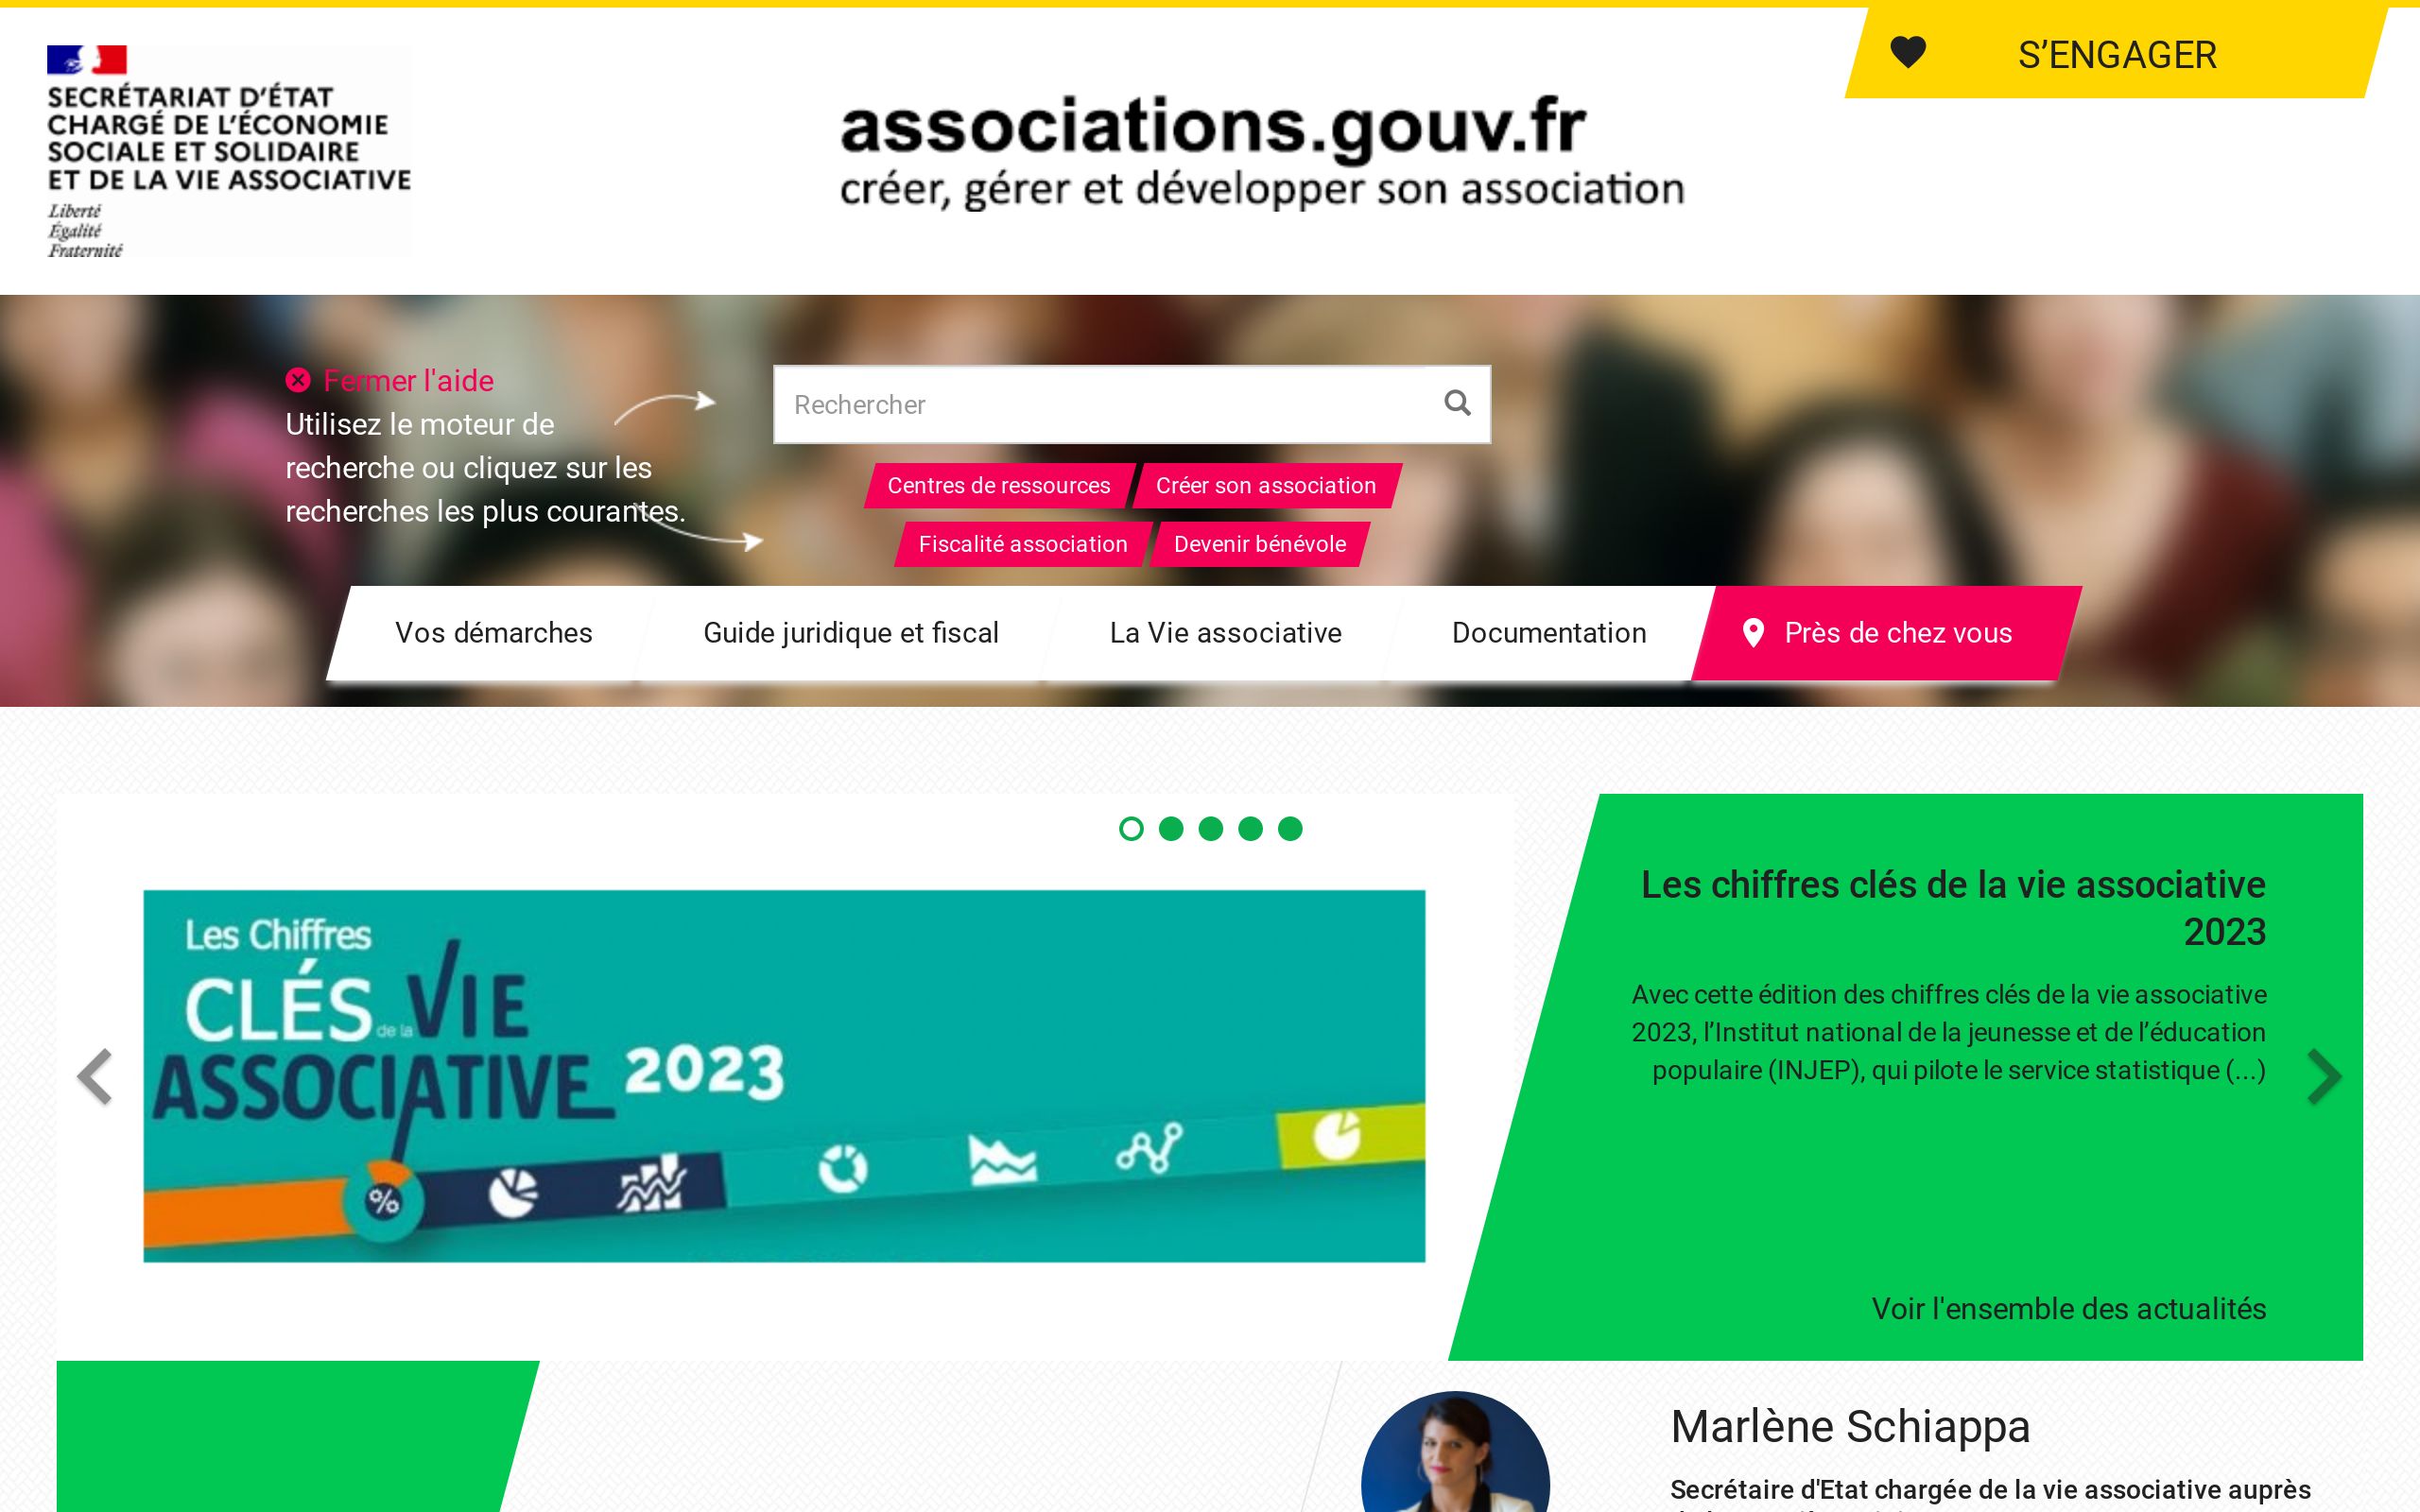 S’ENGAGER
SECRÉTARIAT D’ÉTAT
CHARGÉ DE L’ÉCONOMIE
SOCIALE ET SOLIDAIRE
ET DE LA VIE ASSOCIATIVE
Liberté
Égalité
Fraternité
associations.gouv.fr
créer, gérer et développer son association
Fermer l'aide
Utilisez le moteur de
recherche ou cliquez sur les
recherches les plus courantes.
Rechercher
Centres de ressources Créer son association
Fiscalité association Devenir bénévole
Vos démarches Guide juridique et fiscal La Vie associative Documentation Près de chez vous
Les Chiffres
CLÉS de la VIE
ASSOCIATIVE 2023
%
Les chiffres clés de la vie associative
2023
Avec cette édition des chiffres clés de la vie associative
2023, l’Institut national de la jeunesse et de l’éducation
populaire (INJEP), qui pilote le service statistique (...)
Voir l'ensemble des actualités
Marlène Schiappa
Secrétaire d'Etat chargée de la vie associative auprès